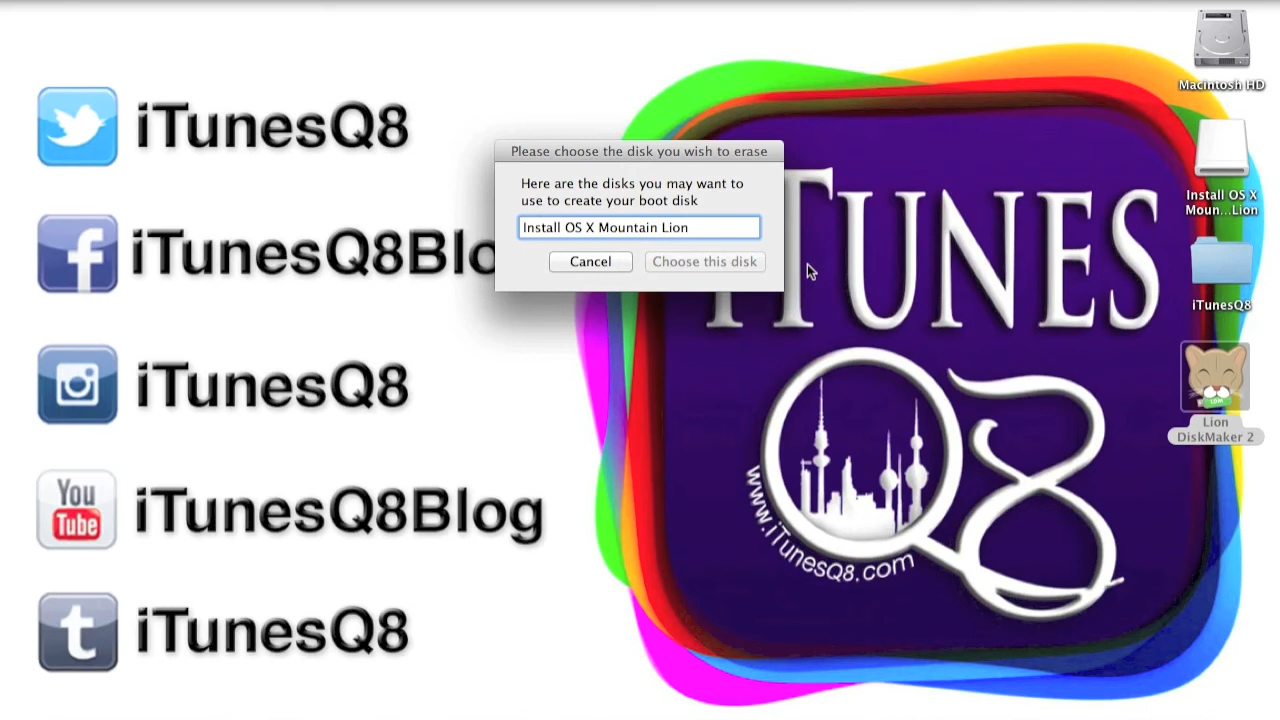 iTunesQ8
iTunesQ8Blo
iTunesQ8
You
Tube
iTunesQ8Blog
t
iTunesQ8
Please choose the disk you wish to erase
Here are the disks you may want to
use to create your boot disk
Install OS X Mountain Lion
Cancel
Choose this disk
iTUNES
Q8
www.iTunesQ8.com
Macintosh HD
Install OS X
Moun...Lion
iTunesQ8
LDM
Lion
DiskMaker 2